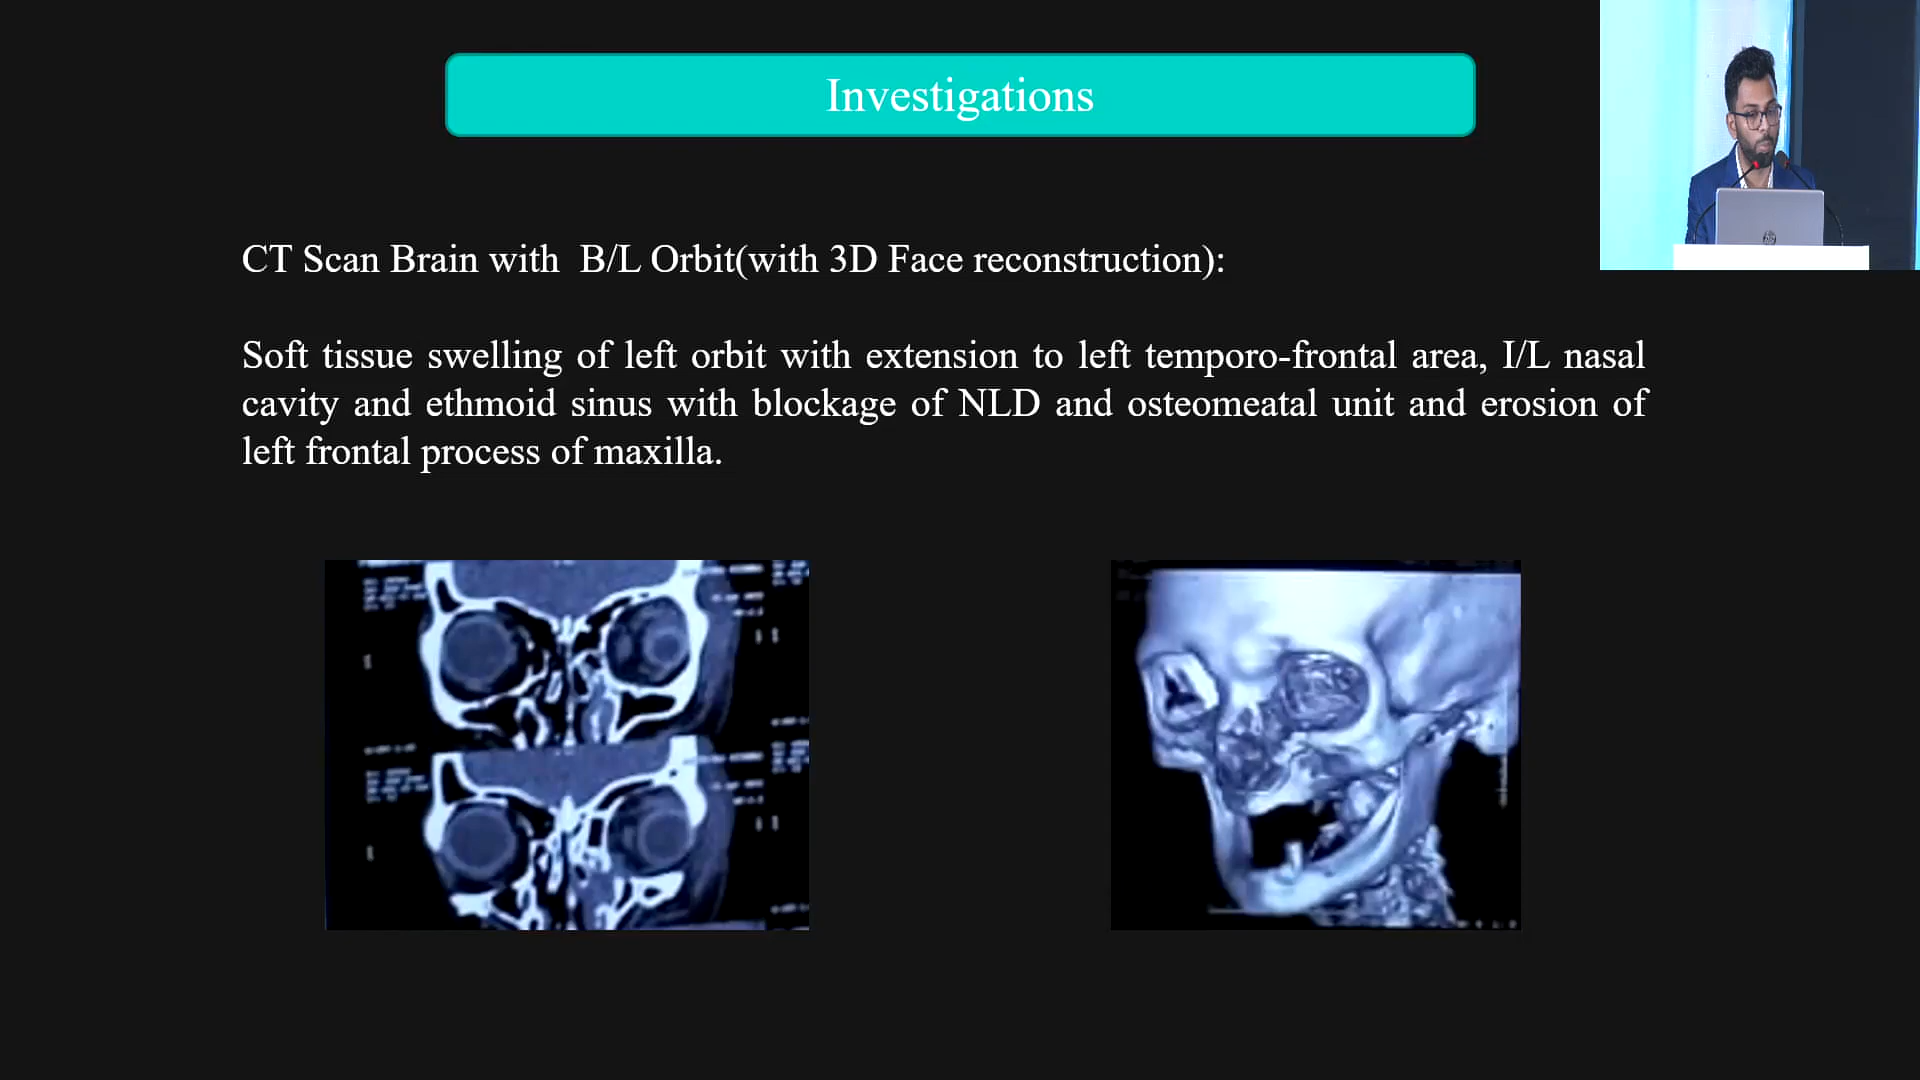 Investigations
CT Scan Brain with B/L Orbit(with 3D Face reconstruction):
Soft tissue swelling of left orbit with extension to left temporo-frontal area, I/L nasal
cavity and ethmoid sinus with blockage of NLD and osteomeatal unit and erosion of
left frontal process of maxilla.